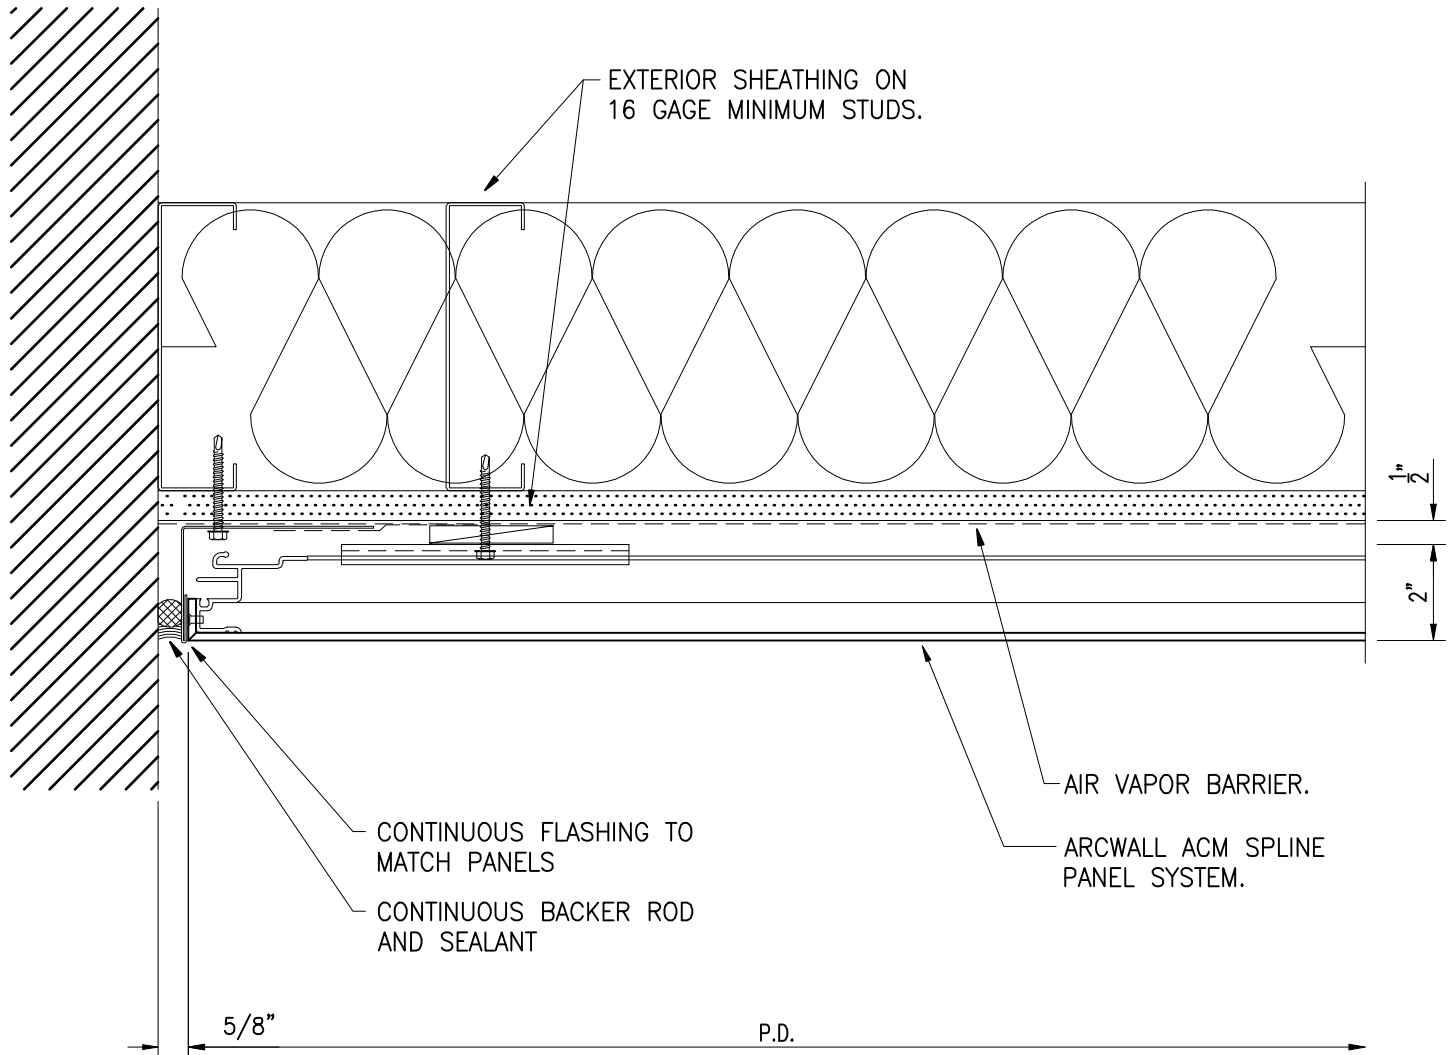 EXTERIOR SHEATHING ON
16 GAGE MINIMUM STUDS.
1"
2
2"
AIR VAPOR BARRIER.
CONTINUOUS FLASHING TO
MATCH PANELS
ARCWALL ACM SPLINE
PANEL SYSTEM.
CONTINUOUS BACKER ROD
AND SEALANT
5/8"
P.D.